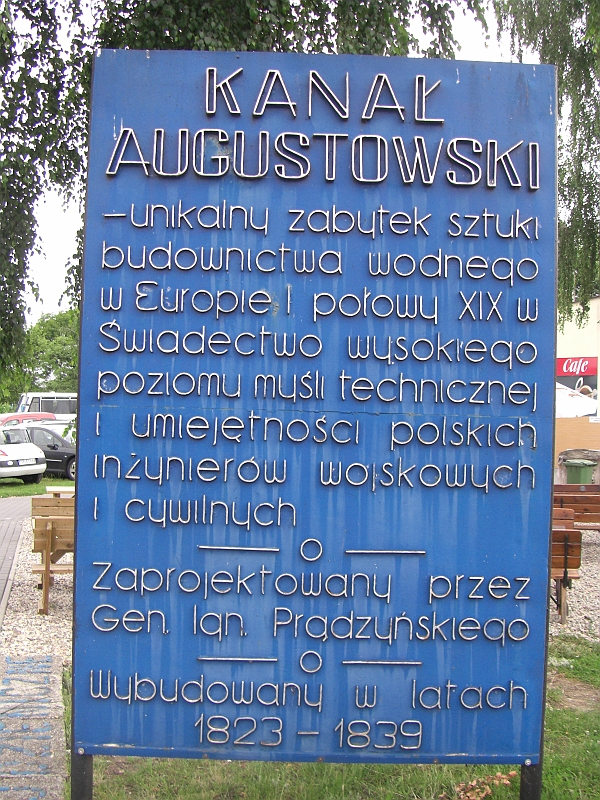 KANAŁ
AUGUSTOWSKI
– unikalny zabytek sztuki
budownictwa wodnego
w Europie I połowy XIX w
Świadectwo wysokiego
poziomu myśli technicznej
i umiejętności polskich
inżynierów wojskowych
i cywilnych
— o —
Zaprojektowany przez
Gen. Ign. Prądzyńskiego
— o —
Wybudowany w latach
1823 – 1839
Cafe